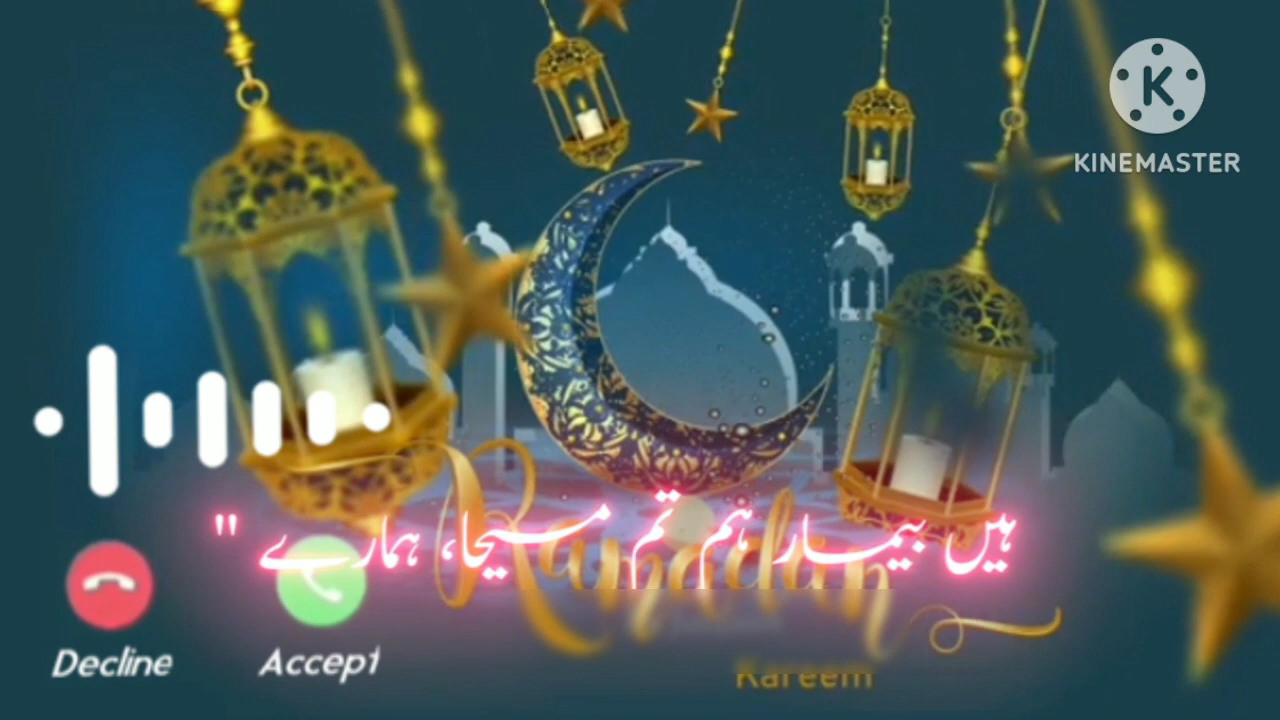 KINEMASTER
ہیں بیمار ہم تم مسیحا، ہمارے "
Ramadan
Kareem
Decline
Accept